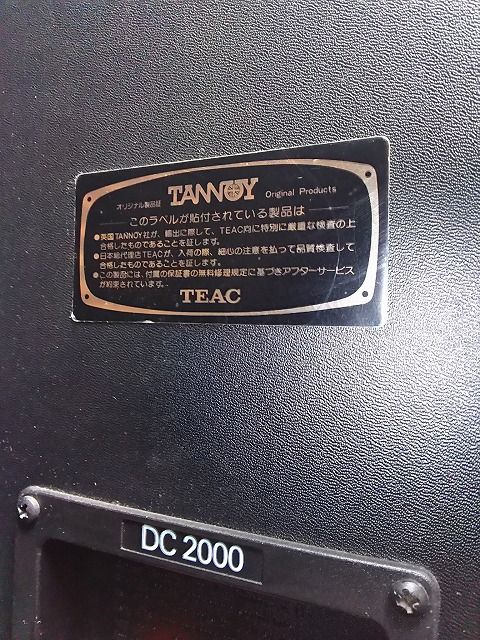 オリジナル製品証 TANNOY Original Products
このラベルが貼付されている製品は
●英国TANNOY社が、輸出に際して、TEAC向に特別に厳重な検査の上
合格したものであることを証します。
●日本総代理店TEACが、入荷の際、細心の注意を払って品質検査して
合格したものであることを証します。
●この製品には、付属の保証書の無料修理規定に基づきアフターサービス
が約束されています。
TEAC
DC 2000